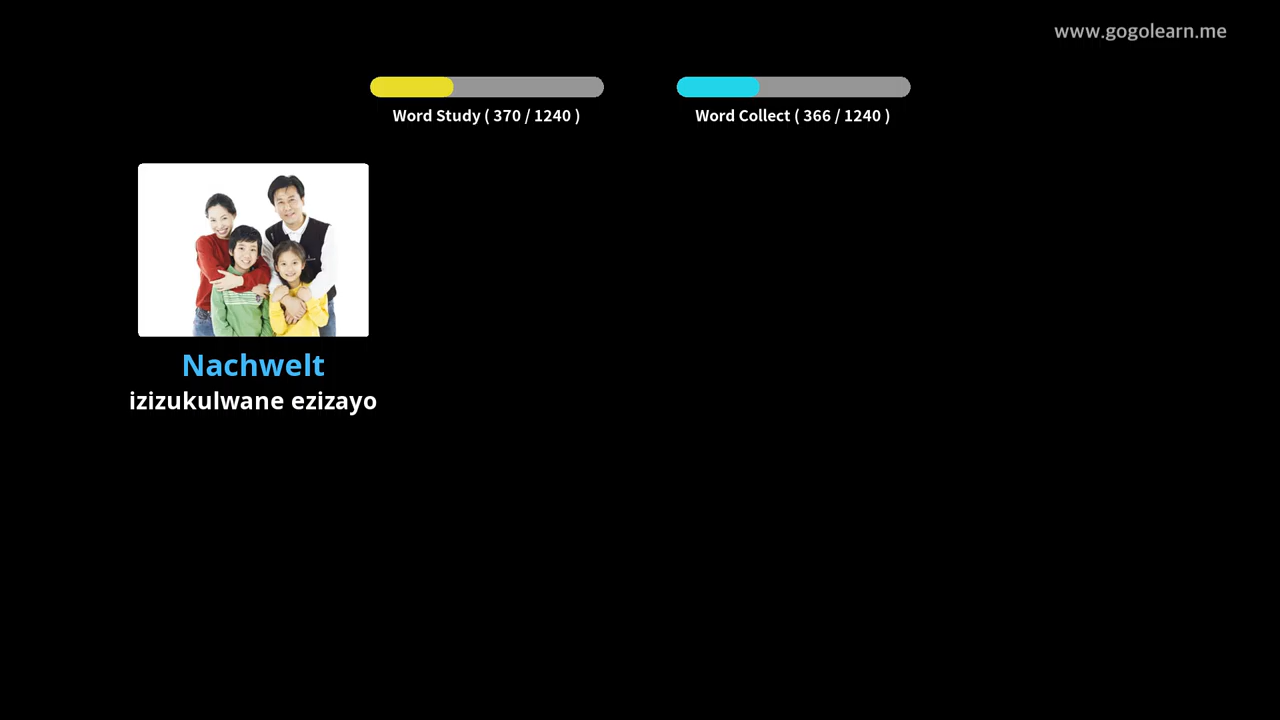 www.gogolearn.me
Word Study ( 370 / 1240 )
Word Collect ( 366 / 1240 )
Nachwelt
izizukulwane ezizayo